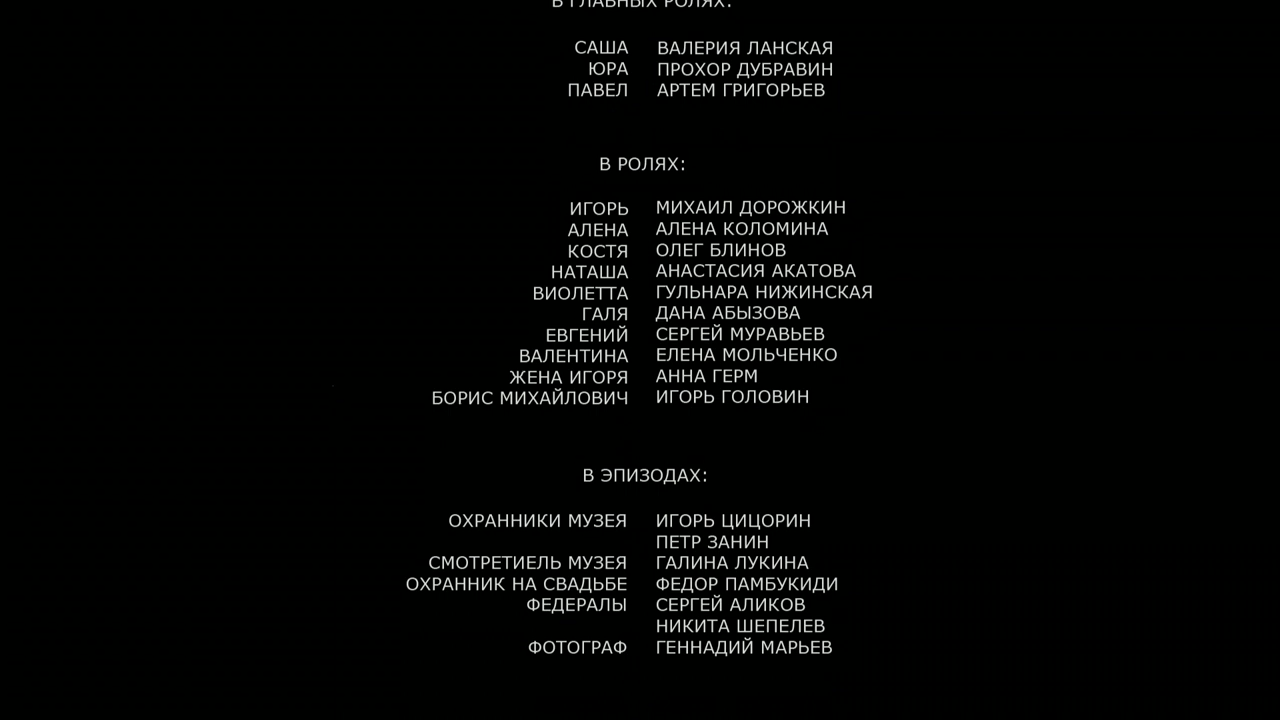 В ГЛАВНЫХ РОЛЯХ:
САША ВАЛЕРИЯ ЛАНСКАЯ
ЮРА ПРОХОР ДУБРАВИН
ПАВЕЛ АРТЕМ ГРИГОРЬЕВ
В РОЛЯХ:
ИГОРЬ МИХАИЛ ДОРОЖКИН
АЛЕНА АЛЕНА КОЛОМИНА
КОСТЯ ОЛЕГ БЛИНОВ
НАТАША АНАСТАСИЯ АКАТОВА
ВИОЛЕТТА ГУЛЬНАРА НИЖИНСКАЯ
ГАЛЯ ДАНА АБЫЗОВА
ЕВГЕНИЙ СЕРГЕЙ МУРАВЬЕВ
ВАЛЕНТИНА ЕЛЕНА МОЛЬЧЕНКО
ЖЕНА ИГОРЯ АННА ГЕРМ
БОРИС МИХАЙЛОВИЧ ИГОРЬ ГОЛОВИН
В ЭПИЗОДАХ:
ОХРАННИКИ МУЗЕЯ ИГОРЬ ЦИЦОРИН
ПЕТР ЗАНИН
СМОТРЕТИЕЛЬ МУЗЕЯ ГАЛИНА ЛУКИНА
ОХРАННИК НА СВАДЬБЕ ФЕДОР ПАМБУКИДИ
ФЕДЕРАЛЫ СЕРГЕЙ АЛИКОВ
НИКИТА ШЕПЕЛЕВ
ФОТОГРАФ ГЕННАДИЙ МАРЬЕВ